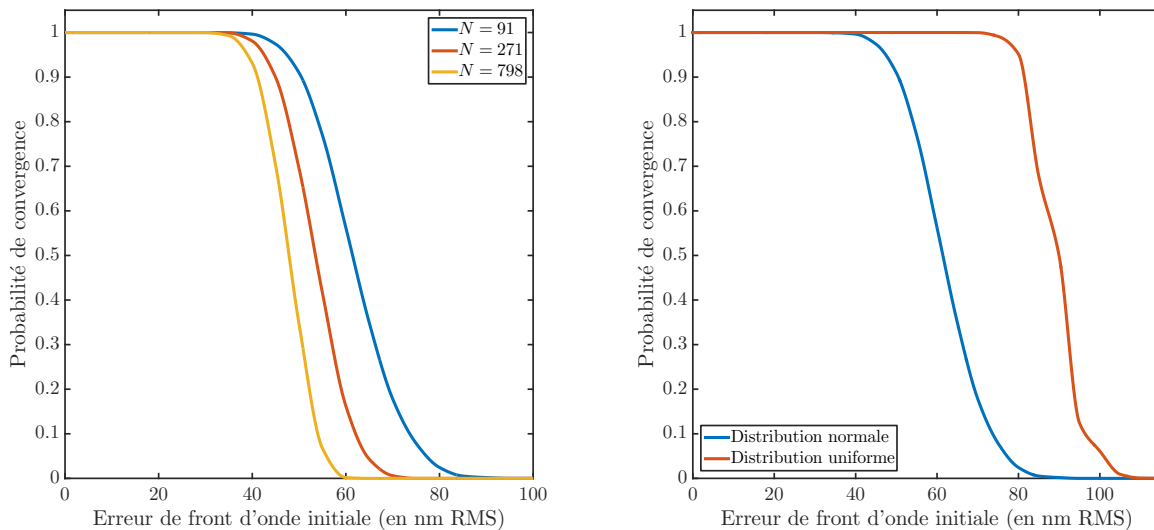 1
0.9
0.8
0.7
0.6
0.5
0.4
0.3
0.2
0.1
0
0 20 40 60 80 100
Probabilité de convergence
Erreur de front d'onde initiale (en nm RMS)
N = 91
N = 271
N = 798
1
0.9
0.8
0.7
0.6
0.5
0.4
0.3
0.2
0.1
0
0 20 40 60 80 100
Probabilité de convergence
Erreur de front d'onde initiale (en nm RMS)
Distribution normale
Distribution uniforme